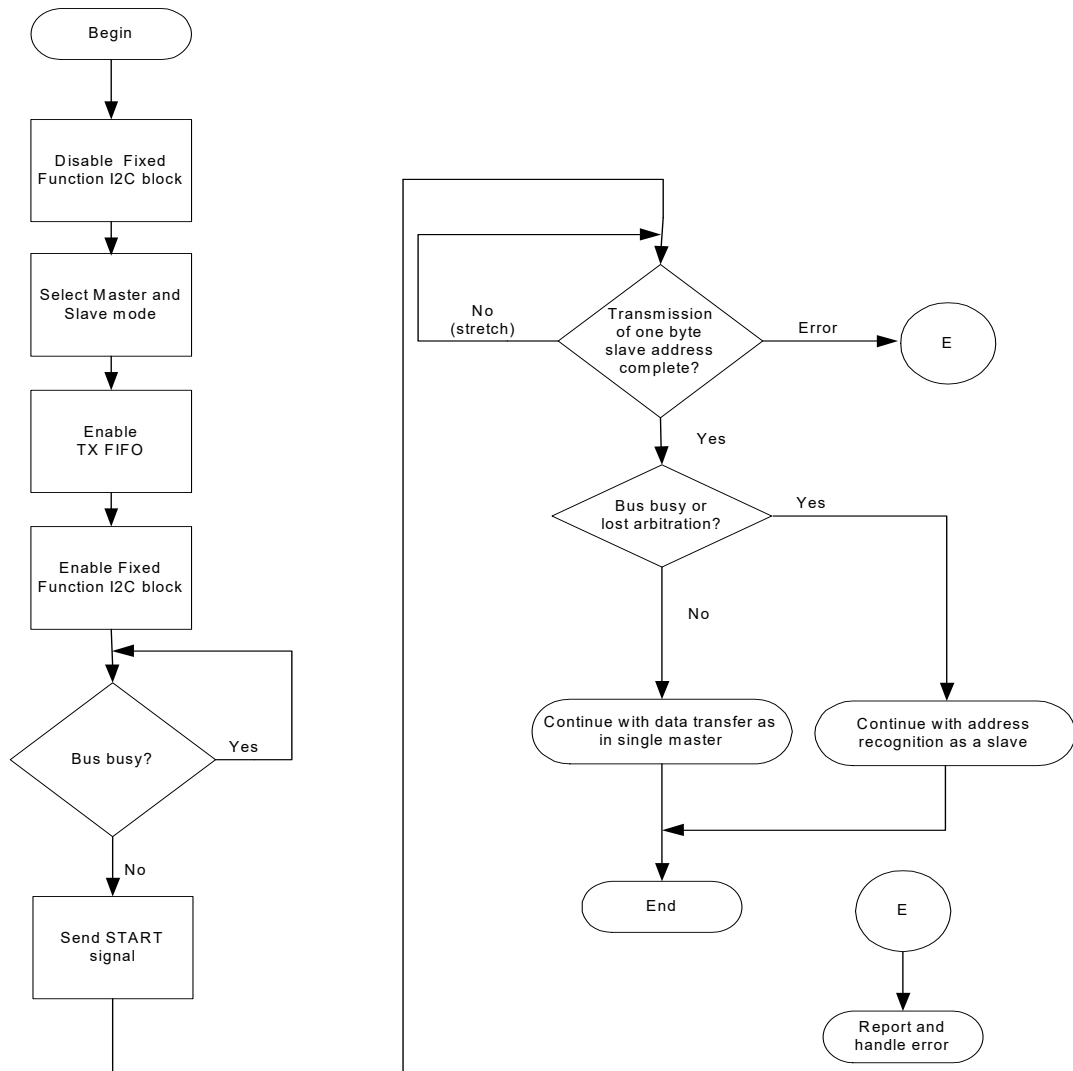 Begin
Disable Fixed
Function I2C block
Select Master and
Slave mode
Enable
TX FIFO
Enable Fixed
Function I2C block
Bus busy?
Yes
No
Send START
signal
Transmission
of one byte
slave address
complete?
No
(stretch)
Error
E
Yes
Bus busy or
lost arbitration?
Yes
No
Continue with data transfer as
in single master
Continue with address
recognition as a slave
End
E
Report and
handle error